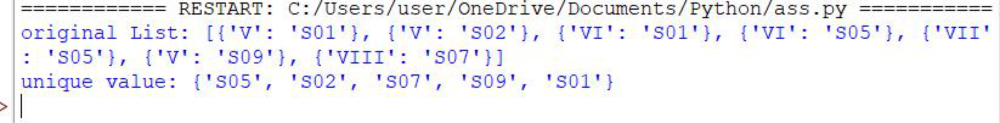 ============ RESTART: C:/Users/user/OneDrive/Documents/Python/ass.py ===========
original List: [{'V': 'S01'}, {'V': 'S02'}, {'VI': 'S01'}, {'VI': 'S05'}, {'VII'
: 'S05'}, {'V': 'S09'}, {'VIII': 'S07'}]
unique value: {'S05', 'S02', 'S07', 'S09', 'S01'}
>